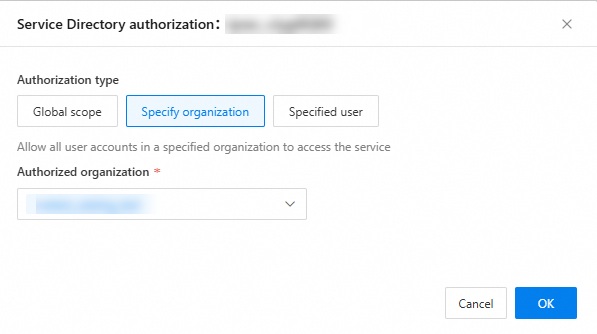 Service Directory authorization:
Authorization type
Global scope
Specify organization
Specified user
Allow all user accounts in a specified organization to access the service
Authorized organization *
Cancel
OK